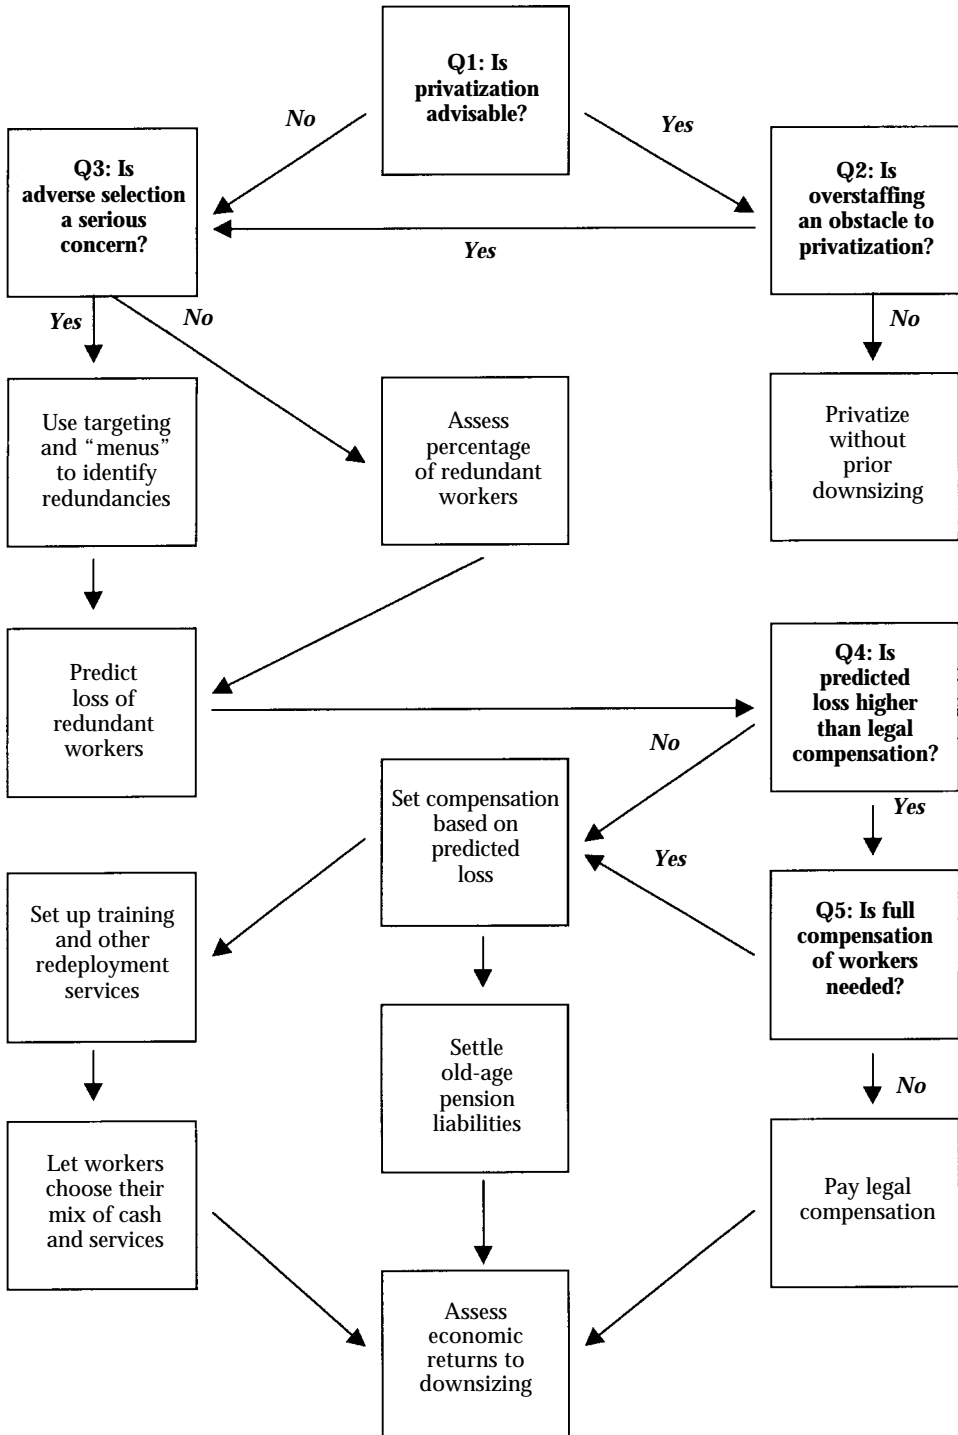 Q1: Is
privatization
advisable?
No
Yes
Q3: Is
adverse selection
a serious
concern?
Q2: Is
overstaffing
an obstacle to
privatization?
Yes
Yes
No
No
Use targeting
and “menus”
to identify
redundancies
Assess
percentage
of redundant
workers
Privatize
without
prior
downsizing
Predict
loss of
redundant
workers
Q4: Is
predicted
loss higher
than legal
compensation?
No
Set compensation
based on
predicted
loss
Yes
Yes
Set up training
and other
redeployment
services
Q5: Is full
compensation
of workers
needed?
Settle
old-age
pension
liabilities
No
Let workers
choose their
mix of cash
and services
Pay legal
compensation
Assess
economic
returns to
downsizing